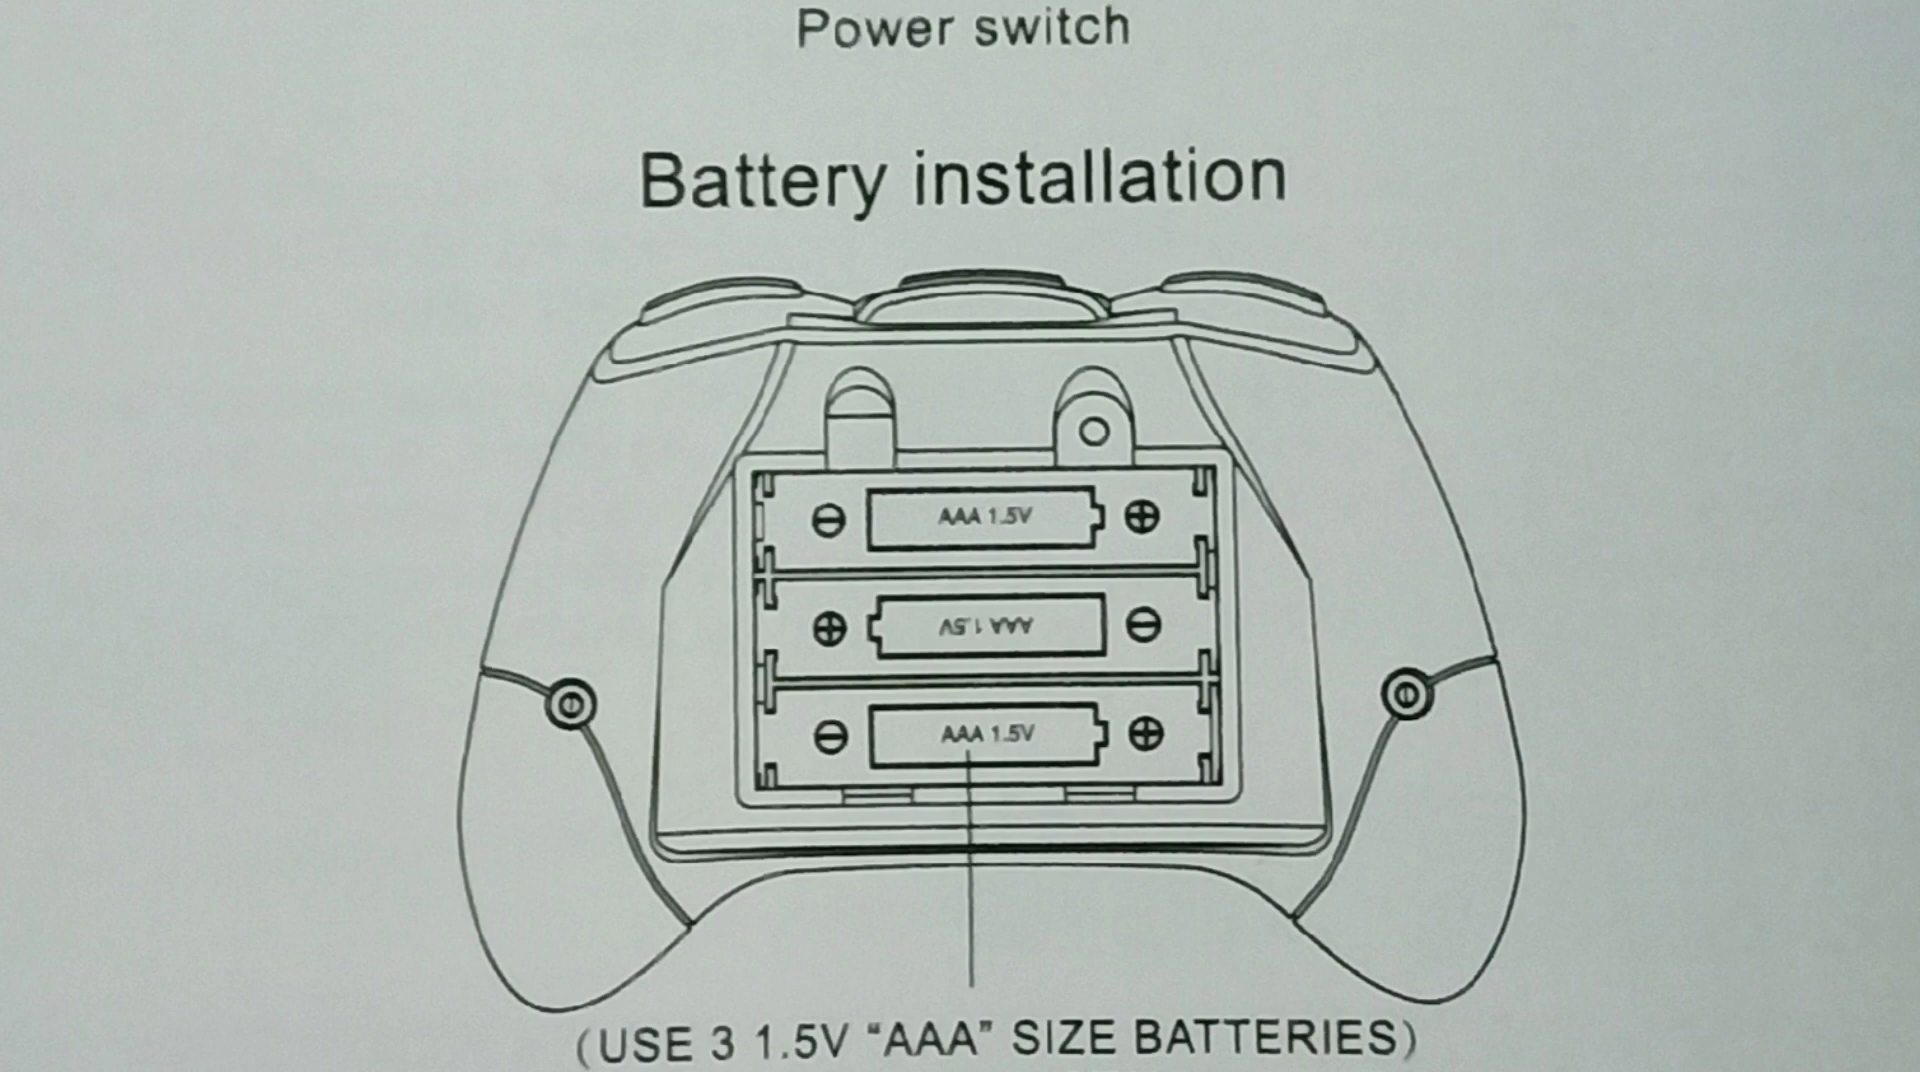 Power switch
Battery installation
AAA 1.5V
AAA 1.5V
AAA 1.5V
(USE 3 1.5V “AAA” SIZE BATTERIES)